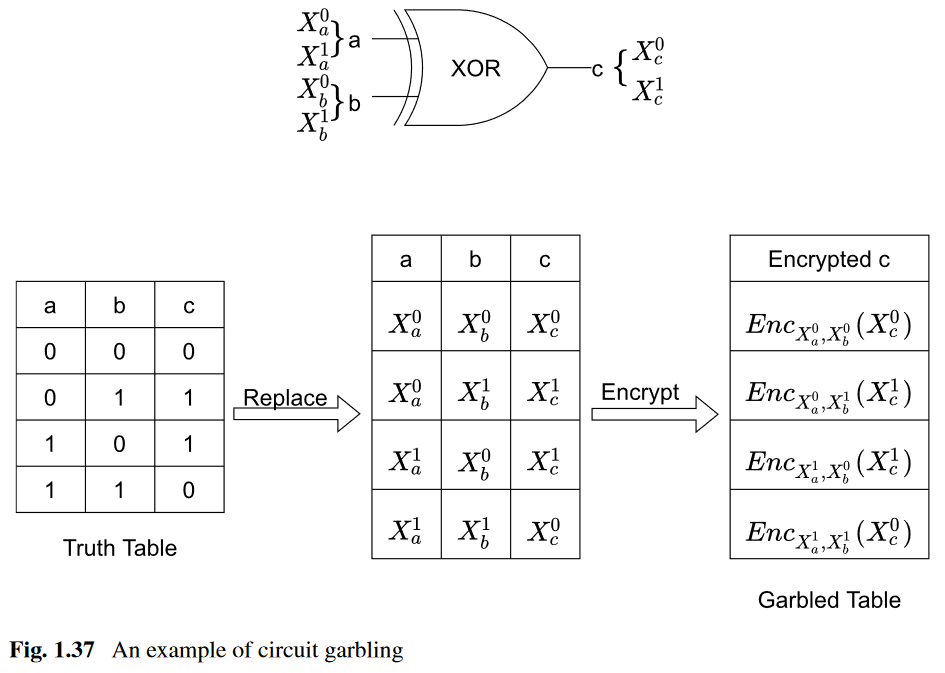 X_a^0
X_a^1
X_b^0
X_b^1
a
b
XOR
c
X_c^0
X_c^1
a b c
0 0 0
0 1 1
1 0 1
1 1 0
Truth Table
Replace
a b c
X_a^0 X_b^0 X_c^0
X_a^0 X_b^1 X_c^1
X_a^1 X_b^0 X_c^1
X_a^1 X_b^1 X_c^0
Encrypt
Encrypted c
Enc_{X_a^0,X_b^0}(X_c^0)
Enc_{X_a^0,X_b^1}(X_c^1)
Enc_{X_a^1,X_b^0}(X_c^1)
Enc_{X_a^1,X_b^1}(X_c^0)
Garbled Table
Fig. 1.37 An example of circuit garbling